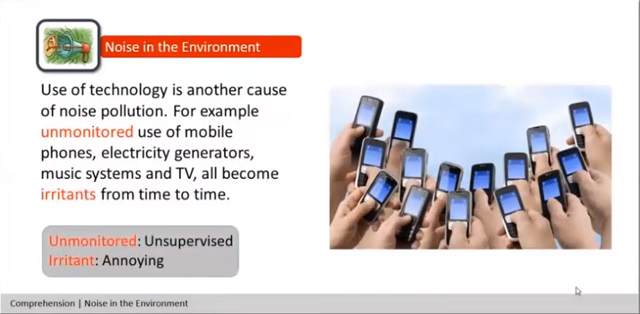 Noise in the Environment
Use of technology is another cause
of noise pollution. For example
unmonitored use of mobile
phones, electricity generators,
music systems and TV, all become
irritants from time to time.
Unmonitored: Unsupervised
Irritant: Annoying
Comprehension | Noise in the Environment